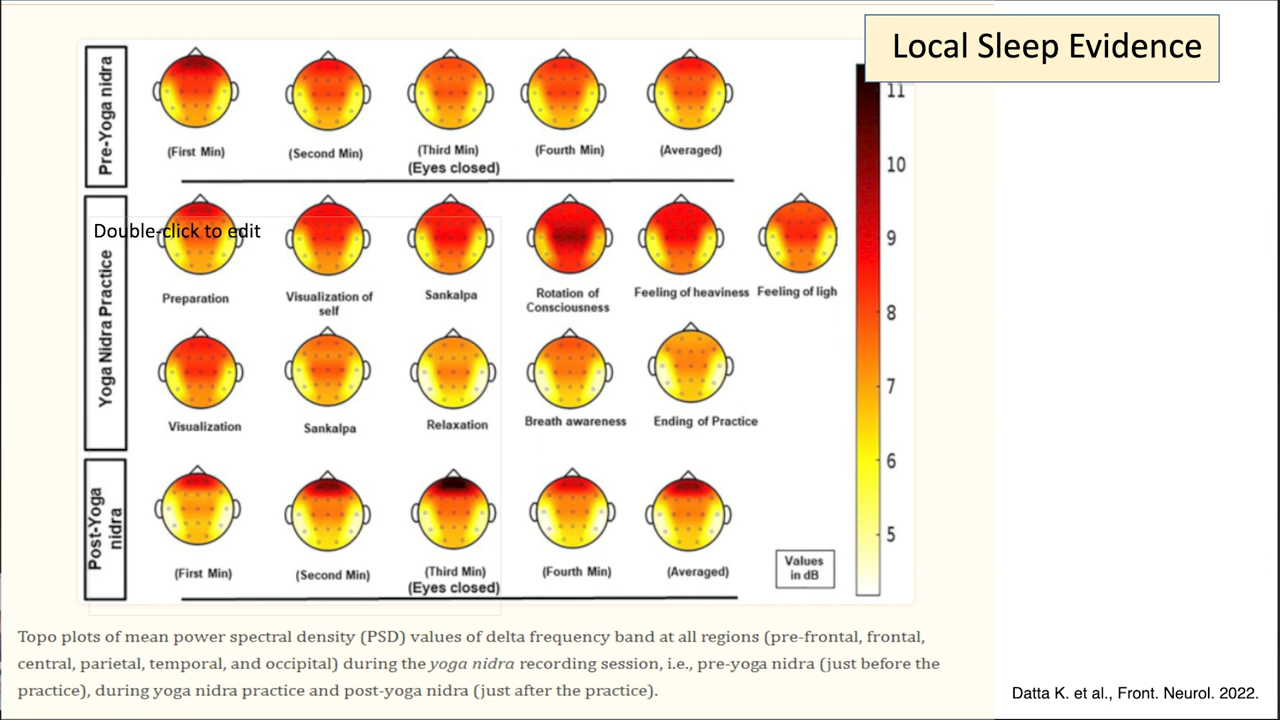 Local Sleep Evidence
Pre-Yoga nidra
(First Min)
(Second Min)
(Third Min)
(Fourth Min)
(Averaged)
(Eyes closed)
Yoga Nidra Practice
Double-click to edit
Preparation
Visualization of
self
Sankalpa
Rotation of
Consciousness
Feeling of heaviness
Feeling of ligh
Visualization
Sankalpa
Relaxation
Breath awareness
Ending of Practice
Post-Yoga
nidra
(First Min)
(Second Min)
(Third Min)
(Fourth Min)
(Averaged)
(Eyes closed)
Values
in dB
11
10
9
8
7
6
5
Topo plots of mean power spectral density (PSD) values of delta frequency band at all regions (pre-frontal, frontal,
central, parietal, temporal, and occipital) during the yoga nidra recording session, i.e., pre-yoga nidra (just before the
practice), during yoga nidra practice and post-yoga nidra (just after the practice).
Datta K. et al., Front. Neurol. 2022.